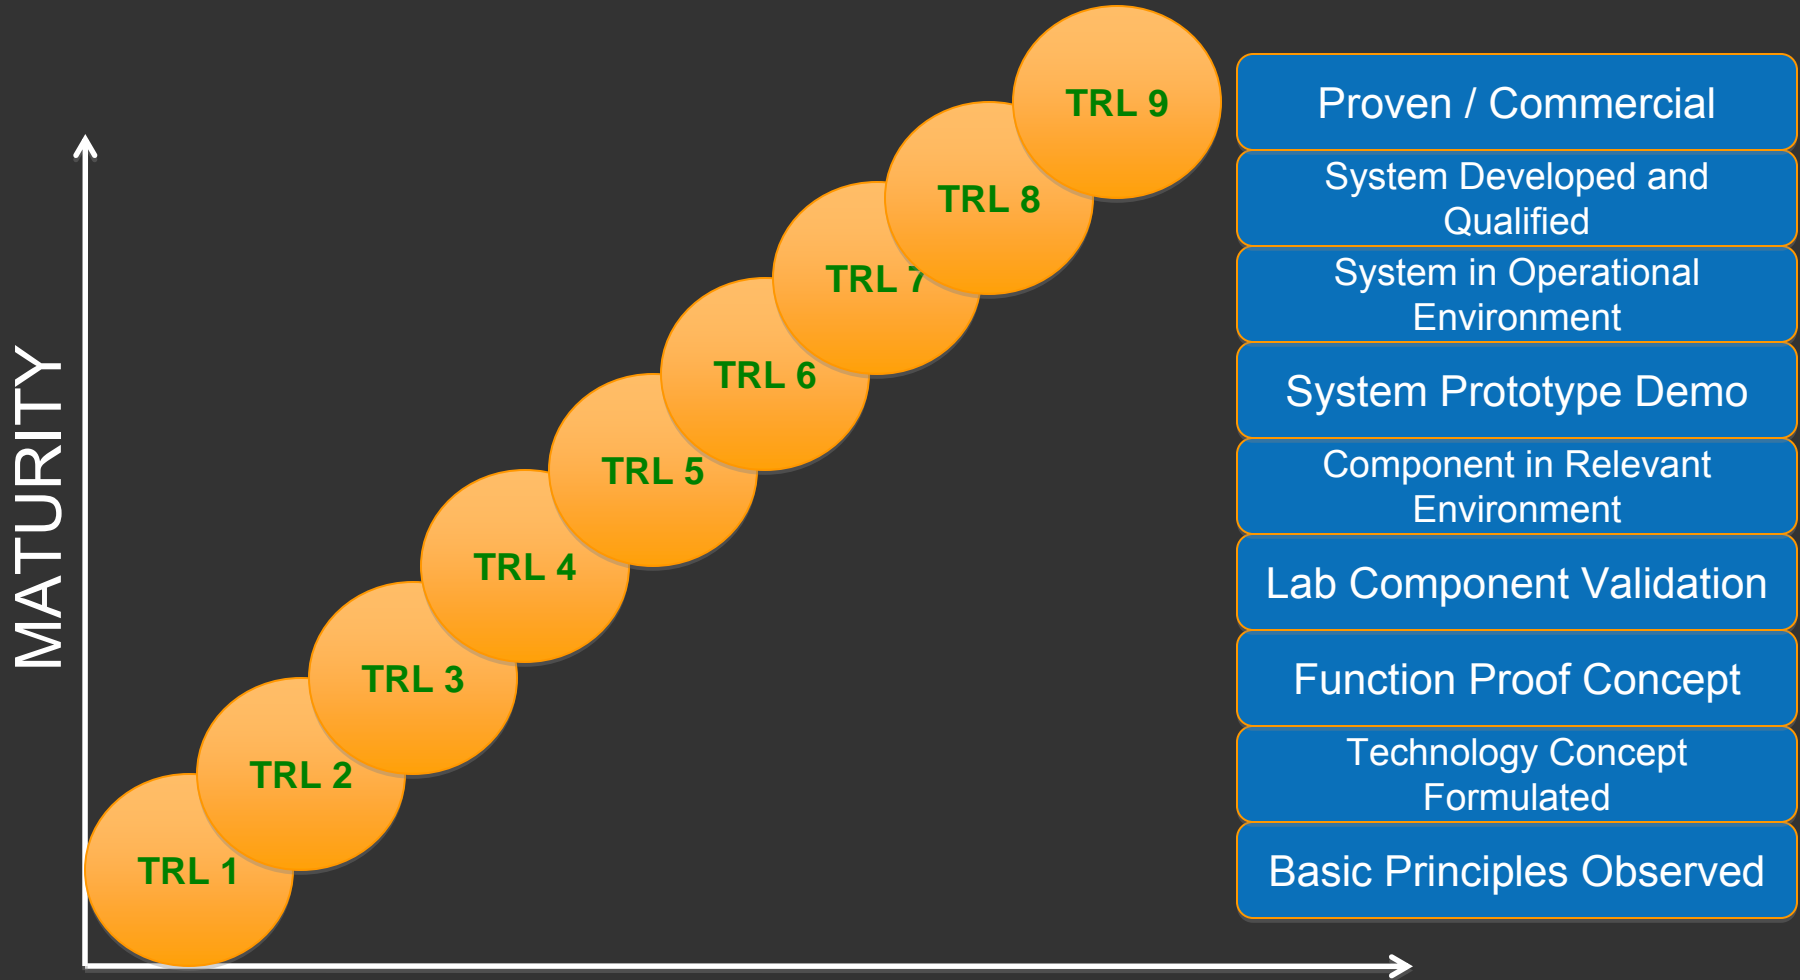 MATURITY
TRL 9
TRL 8
TRL 7
TRL 6
TRL 5
TRL 4
TRL 3
TRL 2
TRL 1
Proven / Commercial
System Developed and
Qualified
System in Operational
Environment
System Prototype Demo
Component in Relevant
Environment
Lab Component Validation
Function Proof Concept
Technology Concept
Formulated
Basic Principles Observed